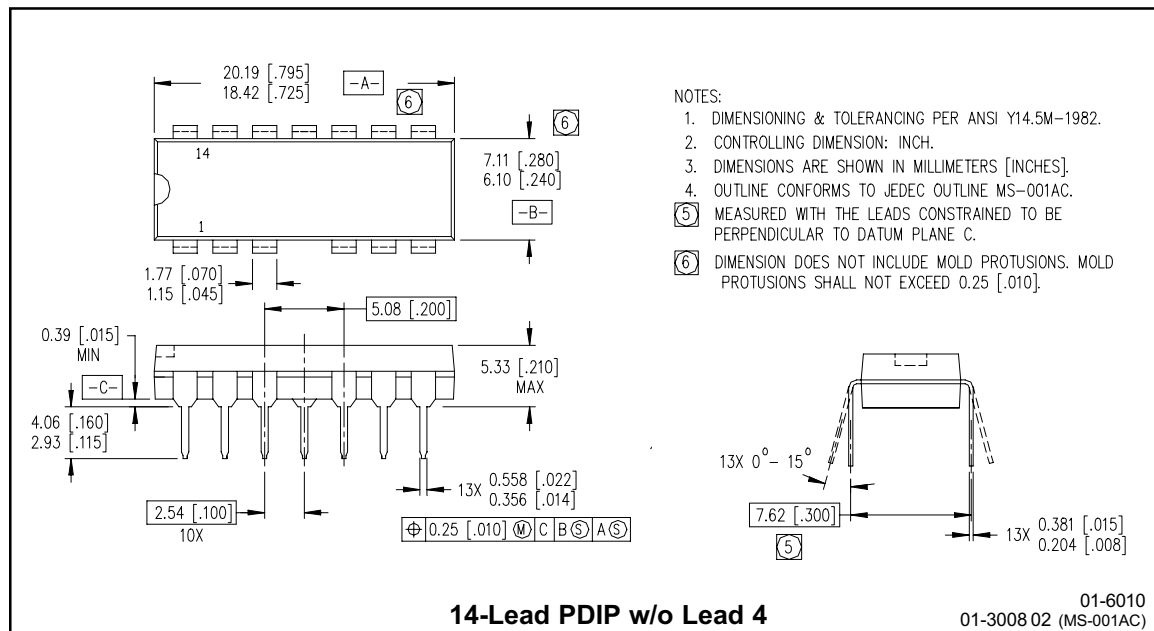 20.19 [.795]
18.42 [.725]
-A-
6
6
14
1
7.11 [.280]
6.10 [.240]
-B-
1.77 [.070]
1.15 [.045]
5.08 [.200]
0.39 [.015]
MIN
-C-
5.33 [.210]
MAX
4.06 [.160]
2.93 [.115]
2.54 [.100]
10X
13X 0.558 [.022]
0.356 [.014]
⌖ 0.25 [.010] Ⓜ C B Ⓢ A Ⓢ
NOTES:
1. DIMENSIONING & TOLERANCING PER ANSI Y14.5M-1982.
2. CONTROLLING DIMENSION: INCH.
3. DIMENSIONS ARE SHOWN IN MILLIMETERS [INCHES].
4. OUTLINE CONFORMS TO JEDEC OUTLINE MS-001AC.
5 MEASURED WITH THE LEADS CONSTRAINED TO BE
PERPENDICULAR TO DATUM PLANE C.
6 DIMENSION DOES NOT INCLUDE MOLD PROTUSIONS. MOLD
PROTUSIONS SHALL NOT EXCEED 0.25 [.010].
13X 0°- 15°
7.62 [.300]
5
13X 0.381 [.015]
0.204 [.008]
14-Lead PDIP w/o Lead 4
01-6010
01-3008 02 (MS-001AC)